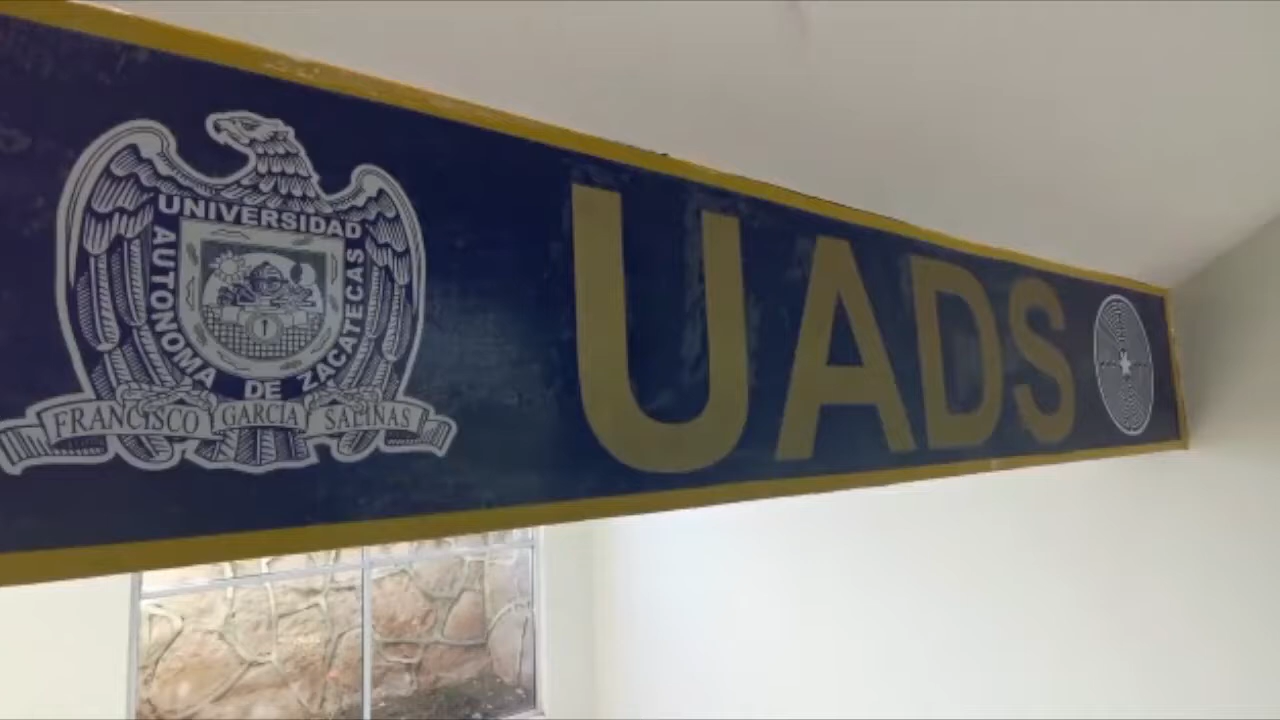 UNIVERSIDAD
AUTONOMA
DE
ZACATECAS
FRANCISCO GARCIA SALINAS
UADS